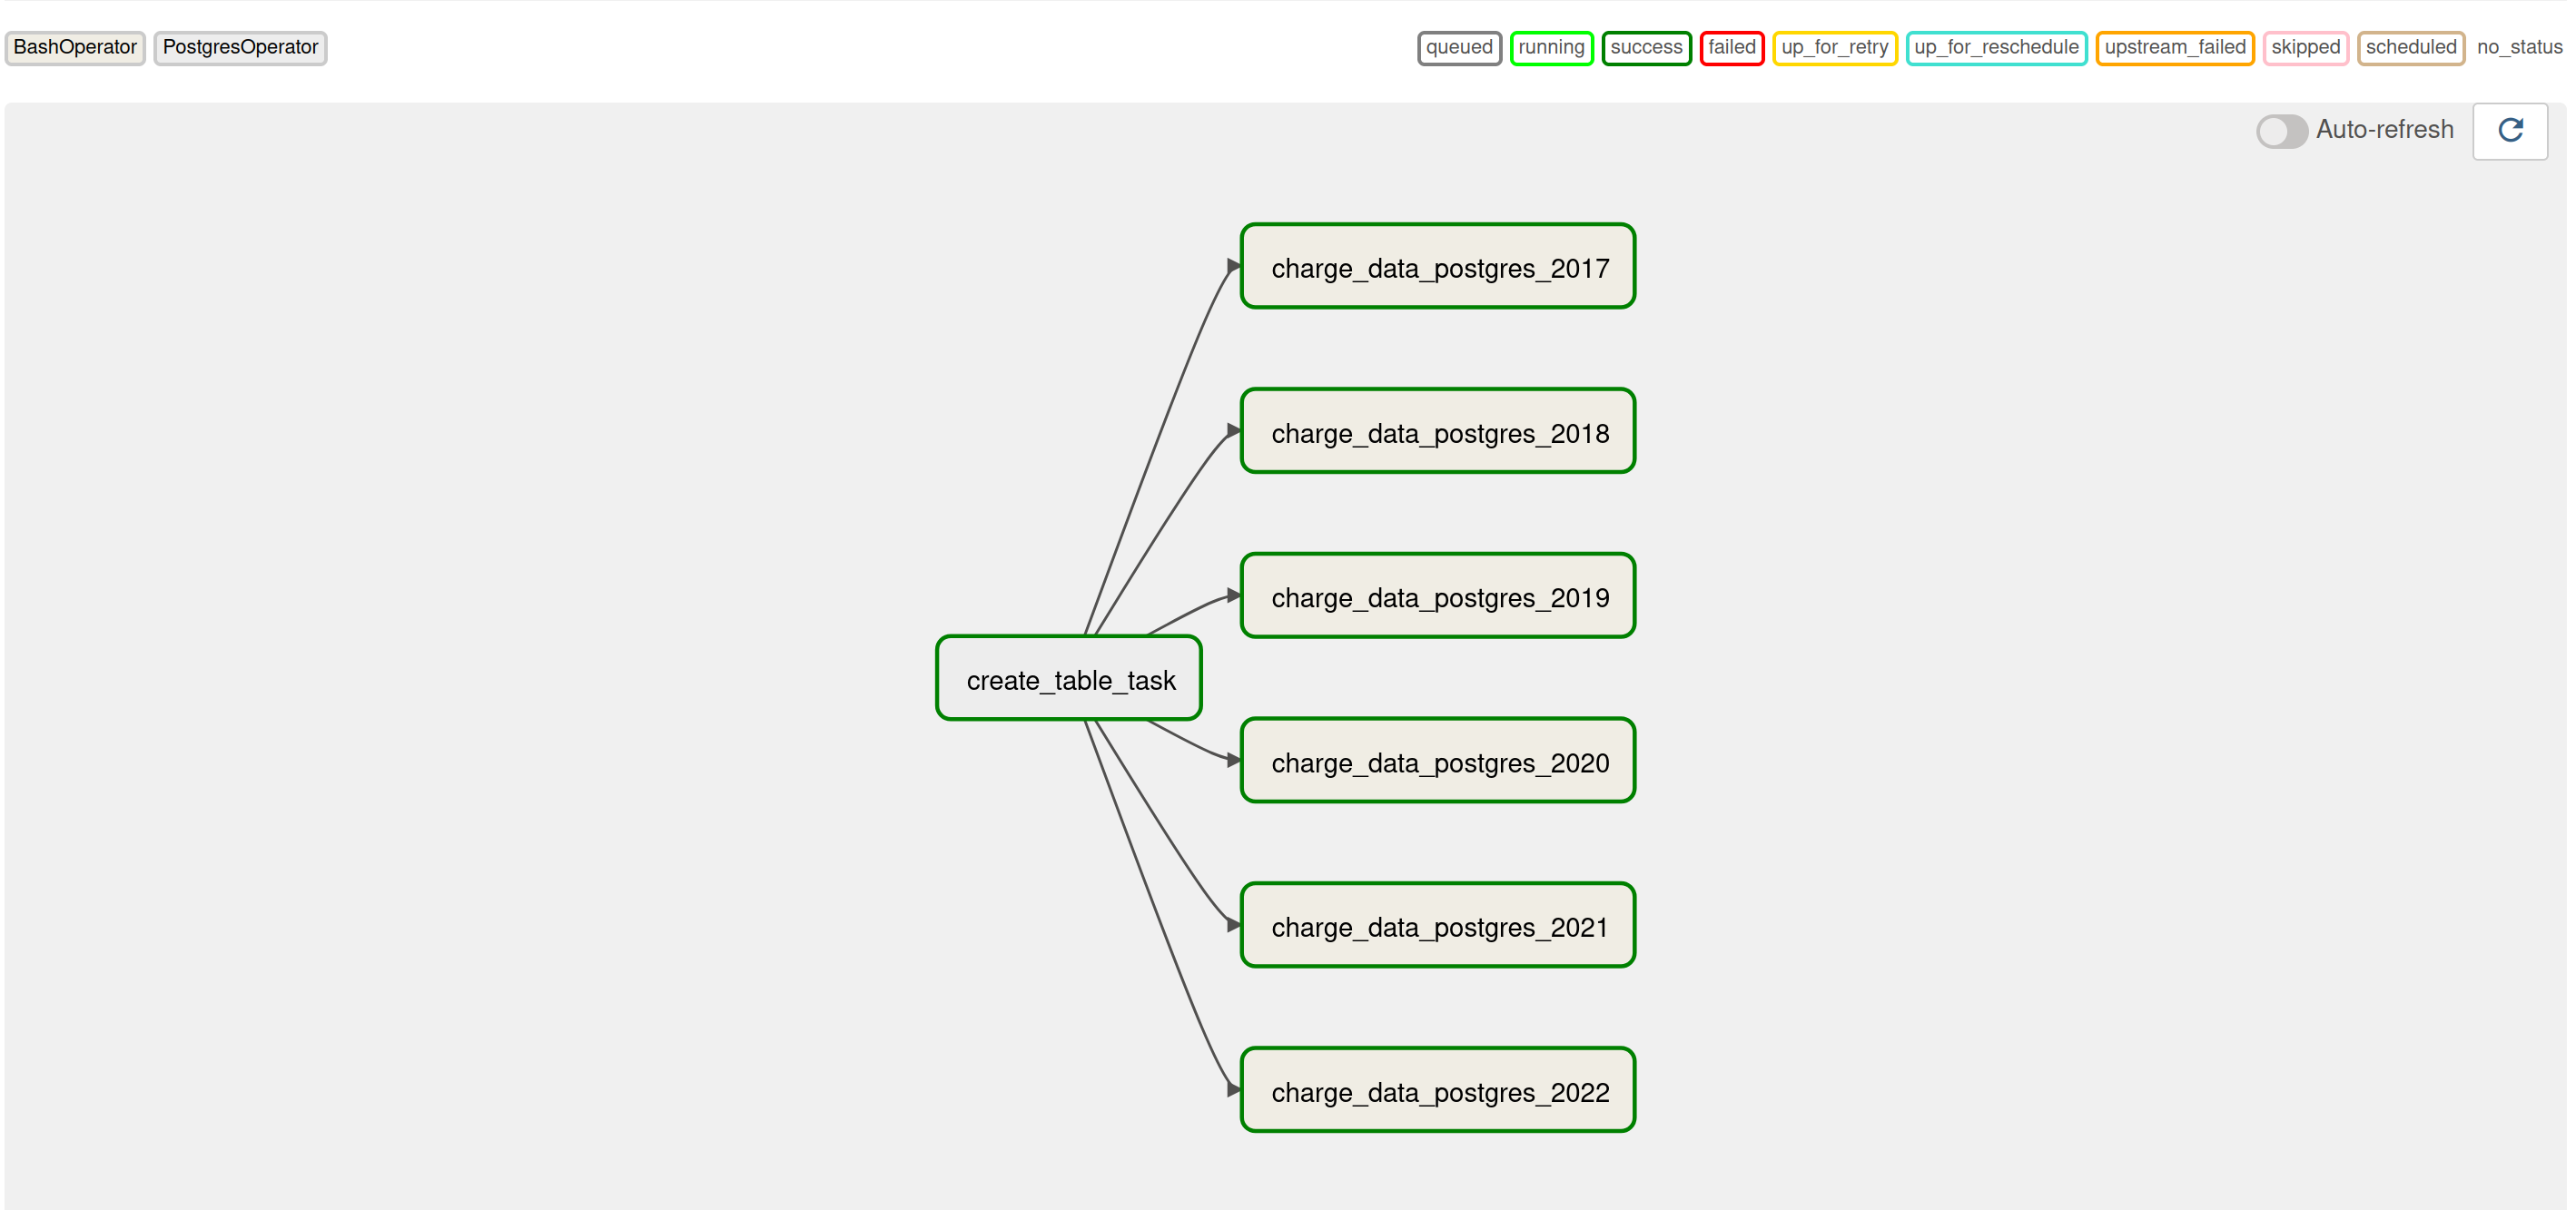 BashOperator PostgresOperator queued running success failed up_for_retry up_for_reschedule upstream_failed skipped scheduled no_status
Auto-refresh
charge_data_postgres_2017
charge_data_postgres_2018
charge_data_postgres_2019
create_table_task
charge_data_postgres_2020
charge_data_postgres_2021
charge_data_postgres_2022